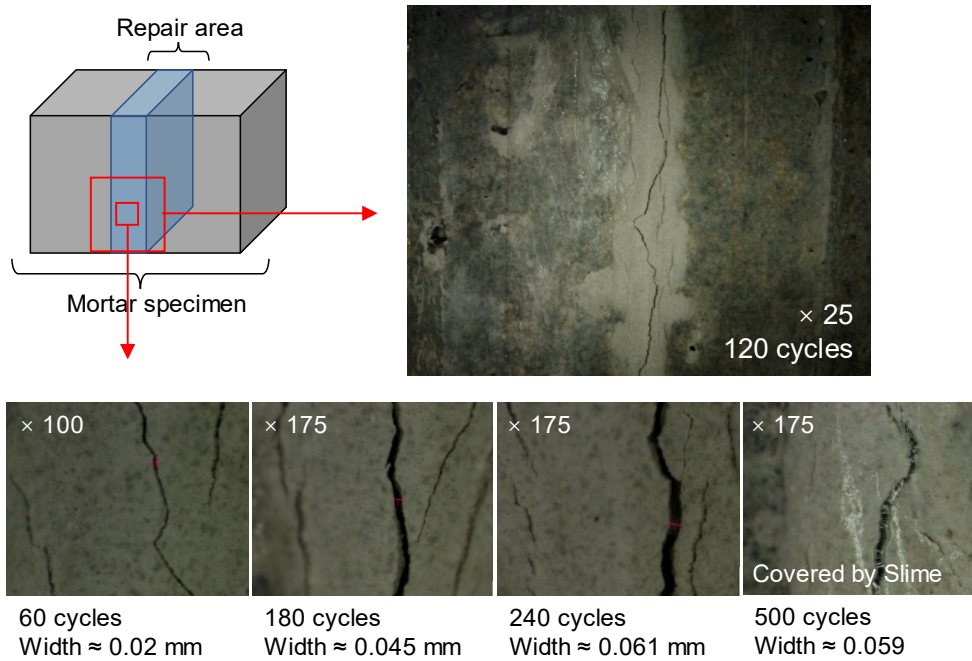 Repair area
Mortar specimen
× 25
120 cycles
× 100
× 175
× 175
× 175
Covered by Slime
60 cycles
Width ≈ 0.02 mm
180 cycles
Width ≈ 0.045 mm
240 cycles
Width ≈ 0.061 mm
500 cycles
Width ≈ 0.059